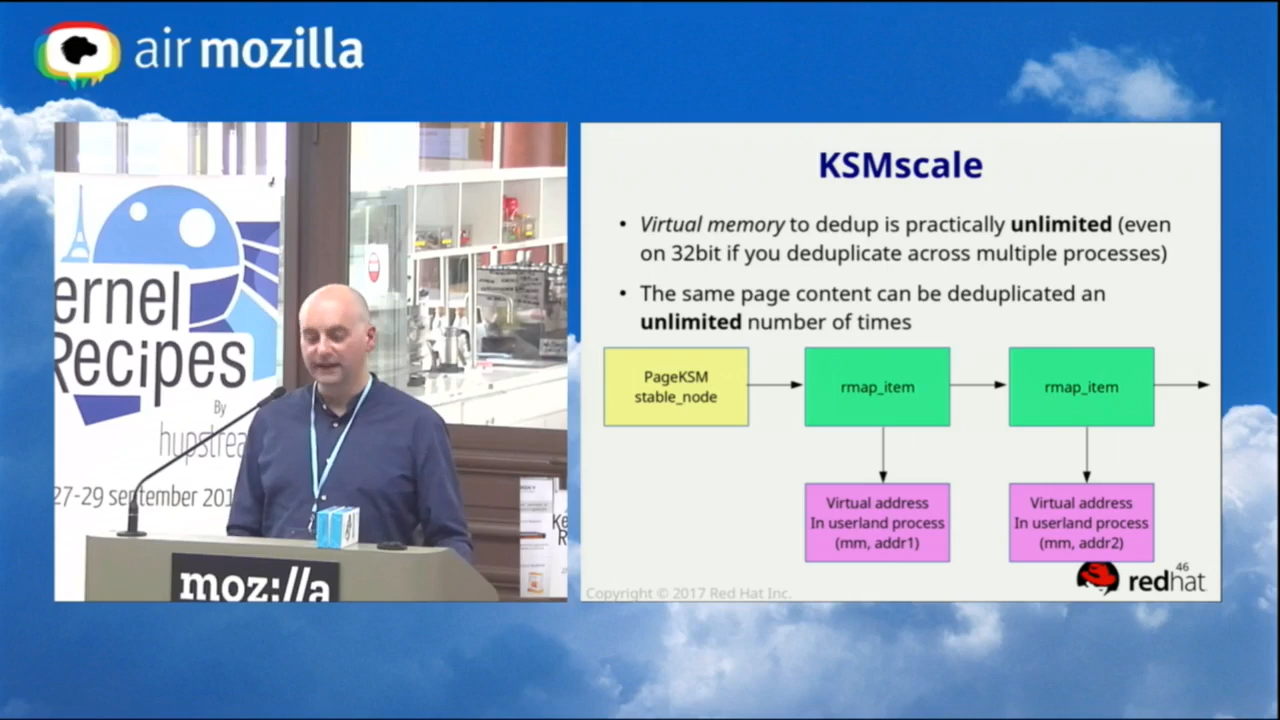 air mozilla
ernel
Recipes
By
hupstrea
27-29 september 201
moz://a
KSMscale
• Virtual memory to dedup is practically unlimited (even
on 32bit if you deduplicate across multiple processes)
• The same page content can be deduplicated an
unlimited number of times
PageKSM
stable_node
rmap_item
rmap_item
Virtual address
In userland process
(mm, addr1)
Virtual address
In userland process
(mm, addr2)
46
redhat
Copyright © 2017 Red Hat Inc.